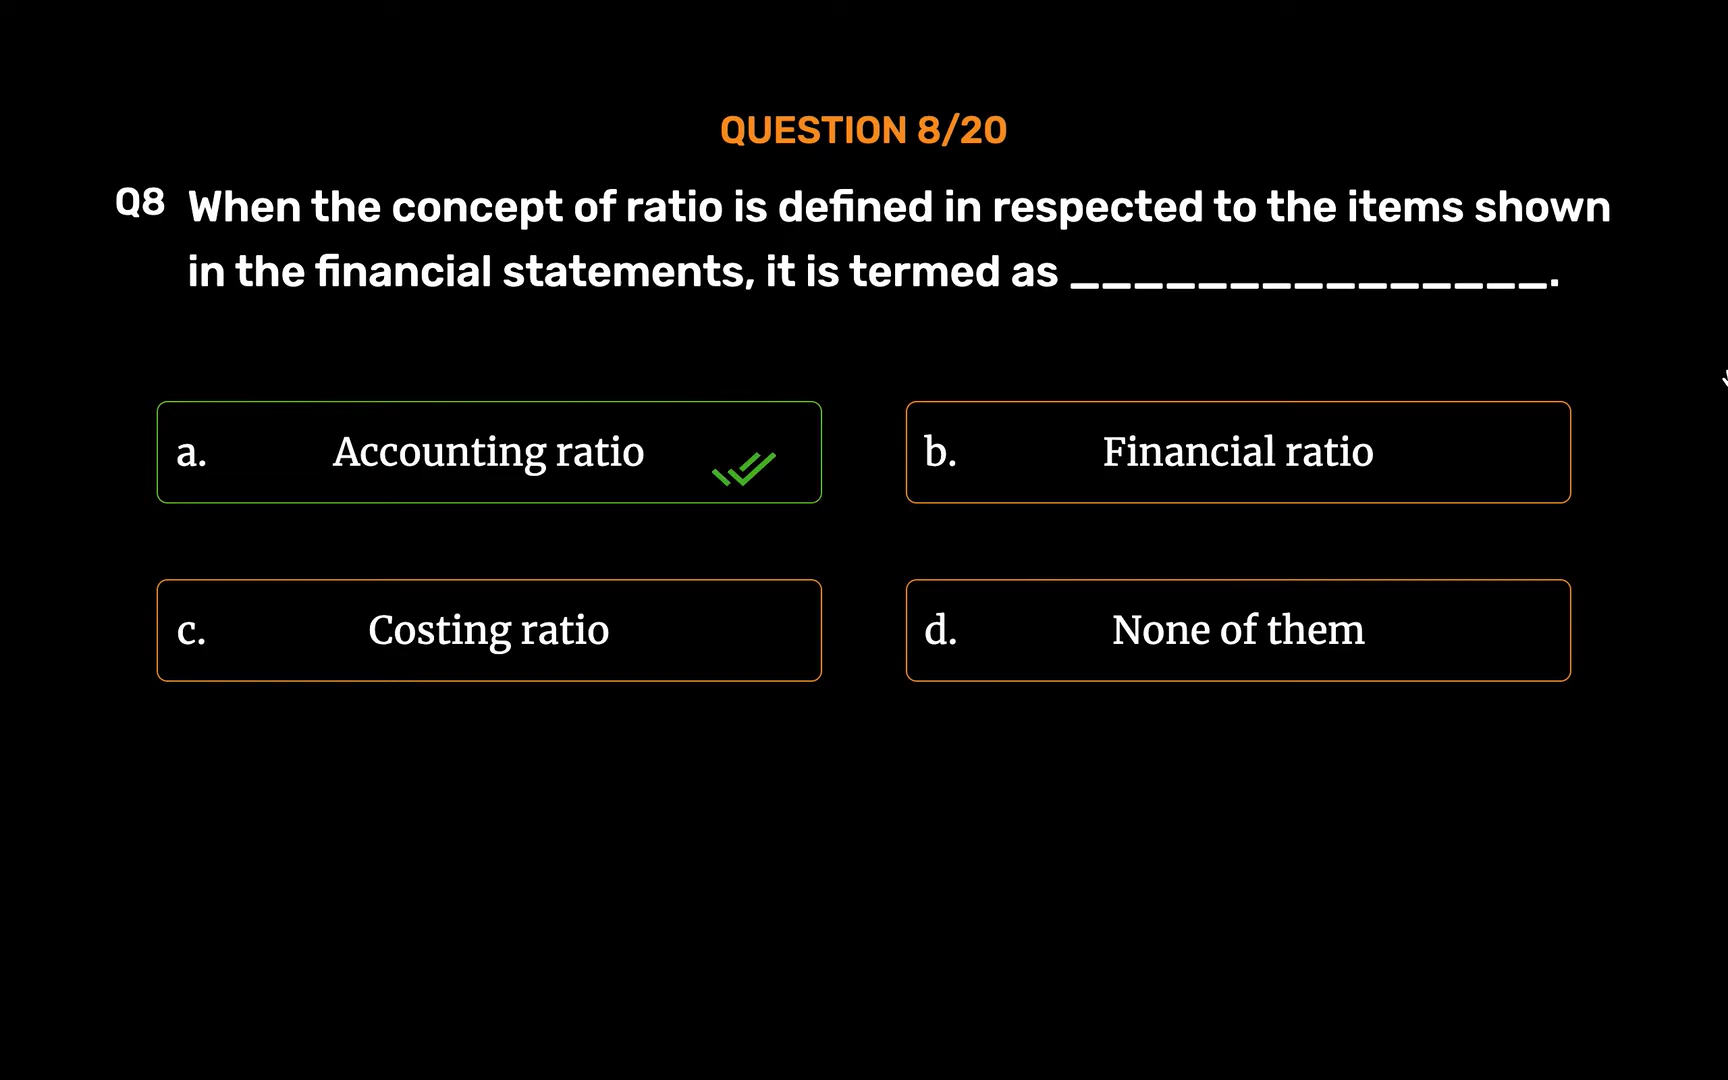 QUESTION 8/20
Q8 When the concept of ratio is defined in respected to the items shown
in the financial statements, it is termed as _______________.
a. Accounting ratio
b. Financial ratio
c. Costing ratio
d. None of them